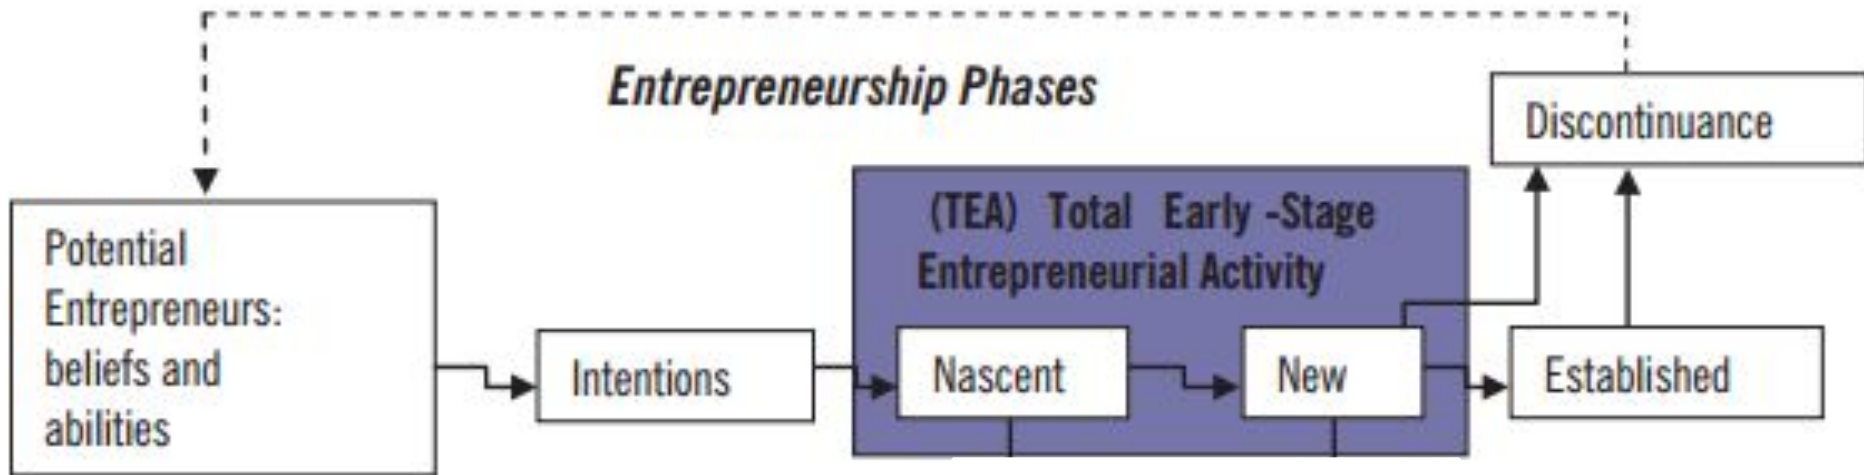 Entrepreneurship Phases
Discontinuance
(TEA) Total Early -Stage
Entrepreneurial Activity
Potential
Entrepreneurs:
beliefs and
abilities
Intentions
Nascent
New
Established